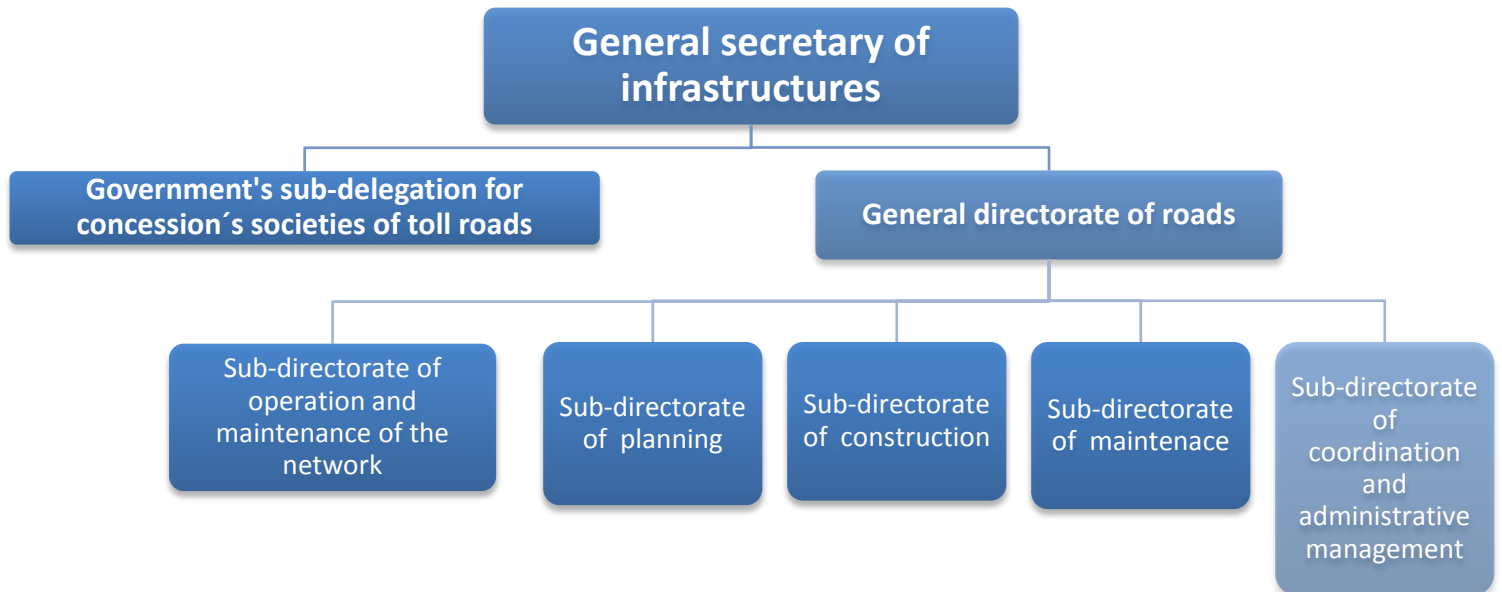 General secretary of
infrastructures
Government's sub-delegation for
concession´s societies of toll roads
General directorate of roads
Sub-directorate of
operation and
maintenance of the
network
Sub-directorate
of planning
Sub-directorate
of construction
Sub-directorate
of maintenace
Sub-directorate
of
coordination
and
administrative
management